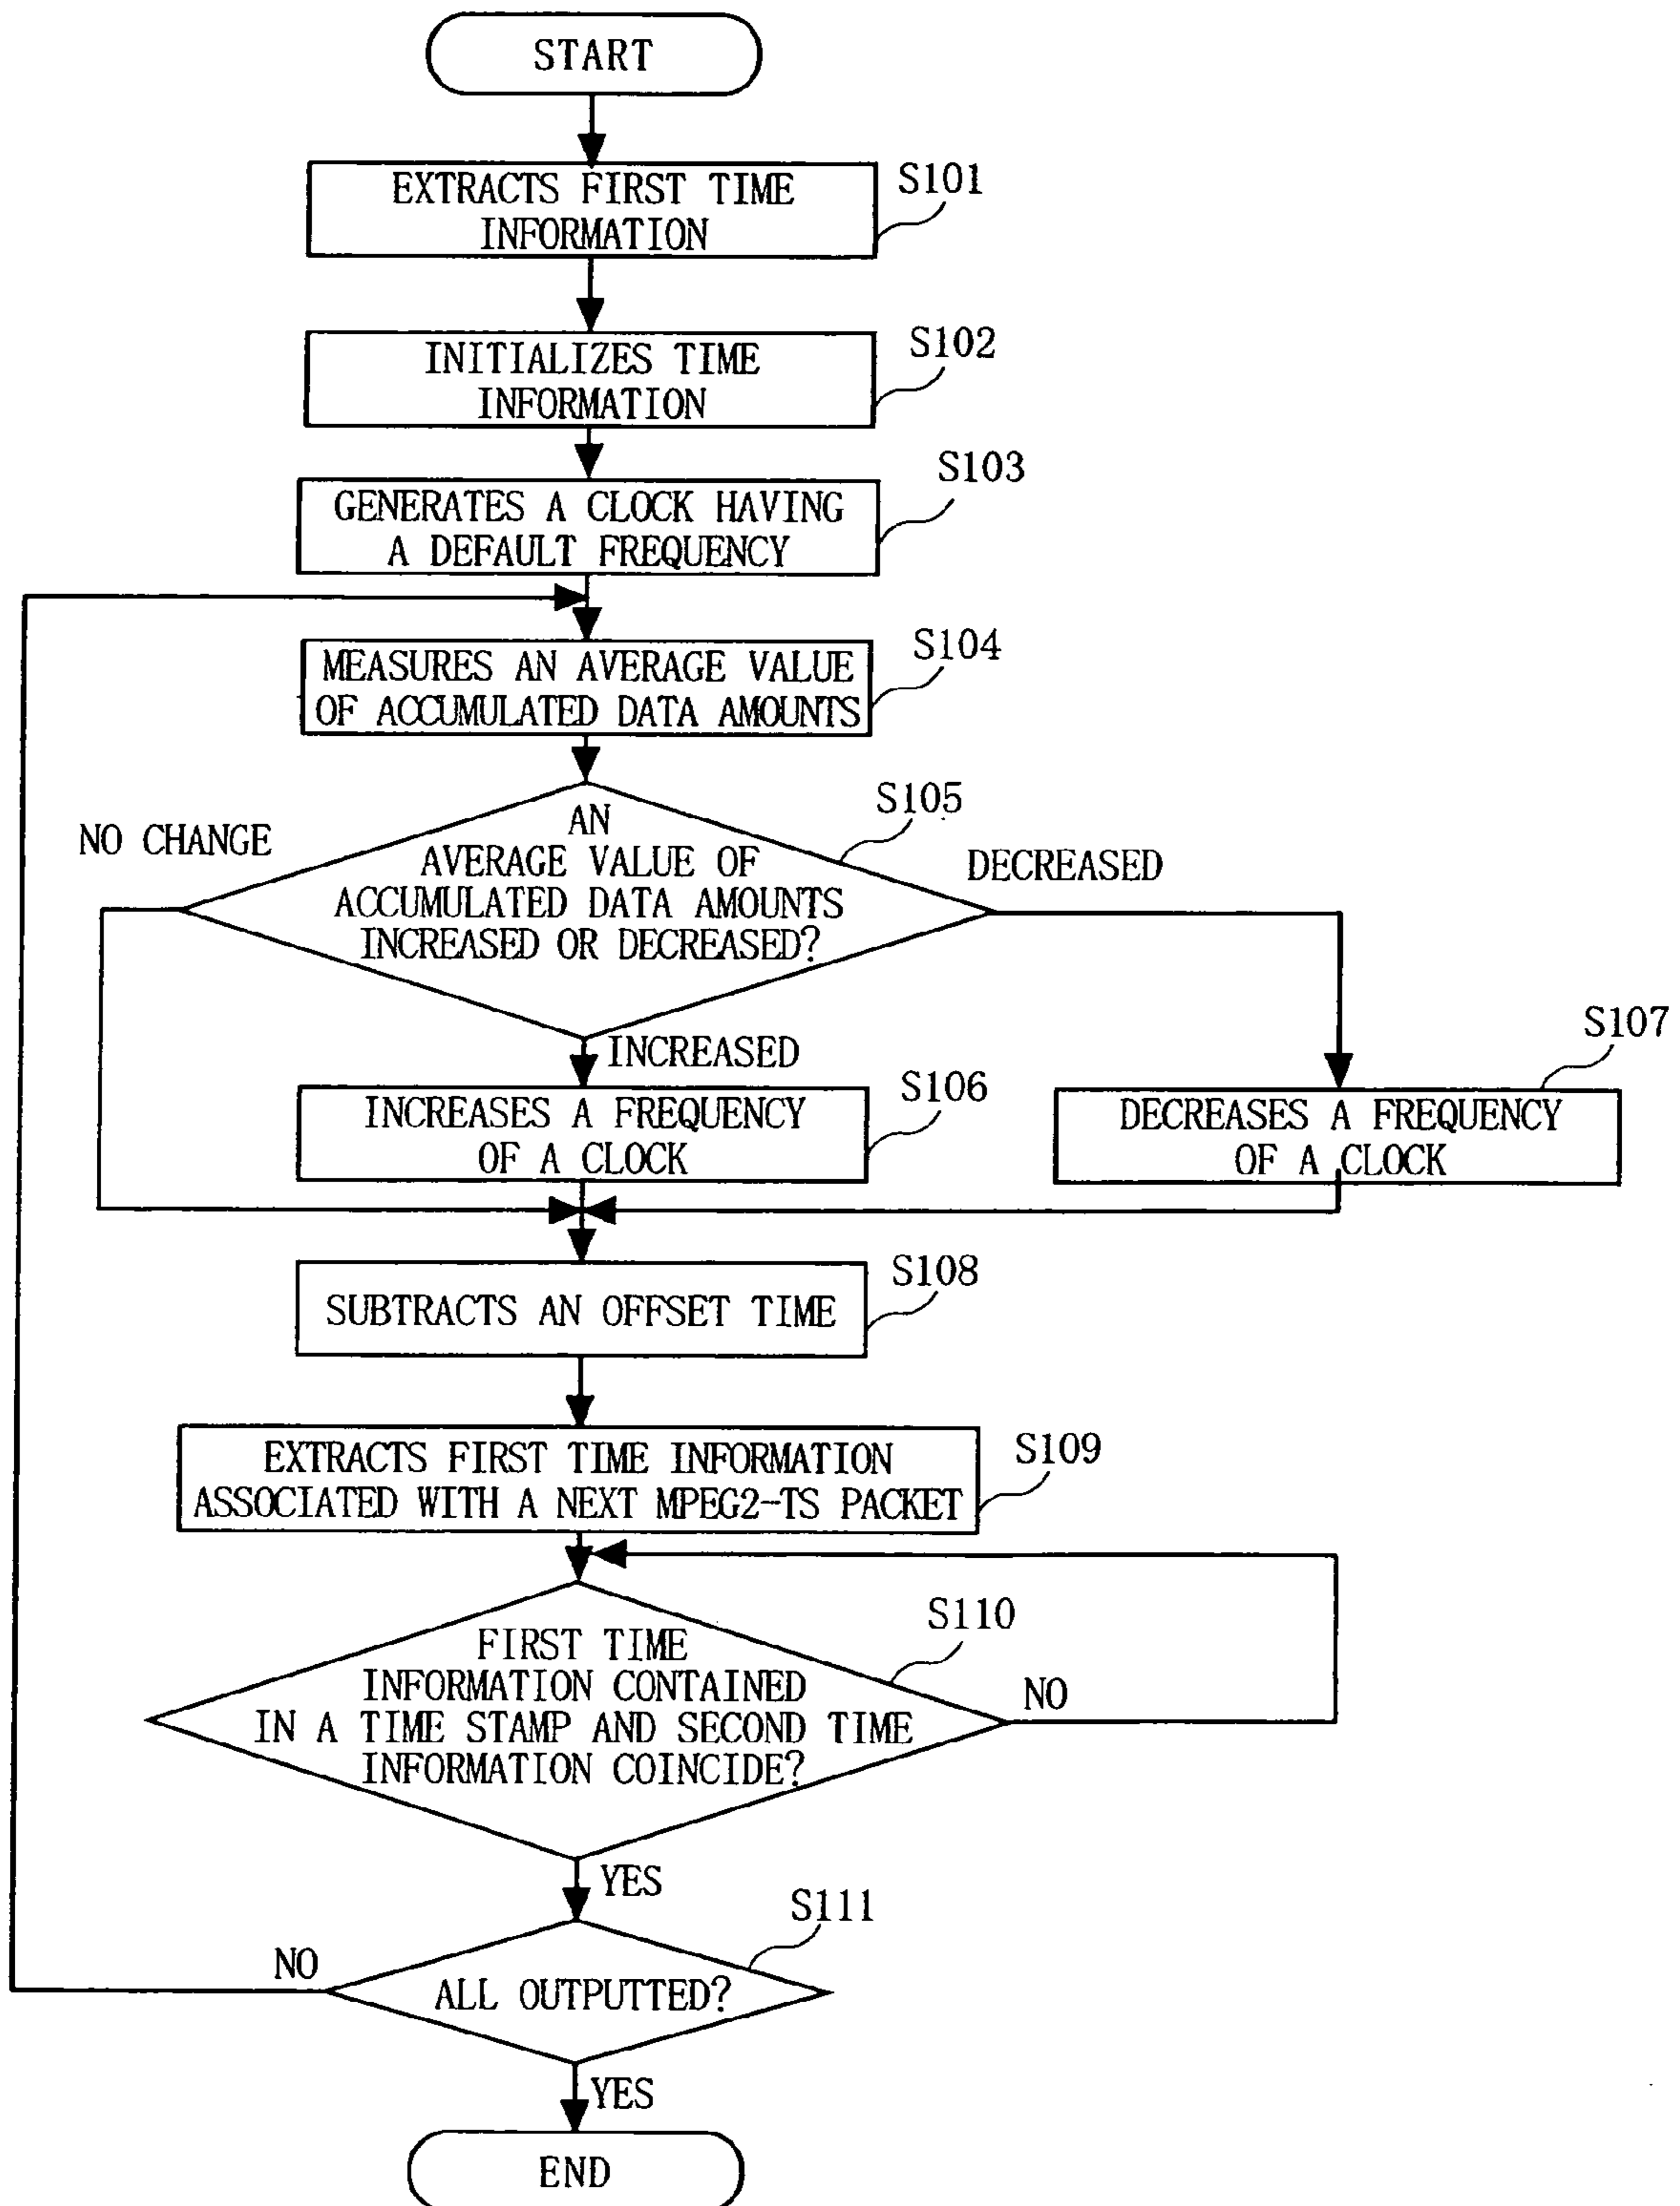 START
EXTRACTS FIRST TIME
INFORMATION
S101
INITIALIZES TIME
INFORMATION
S102
GENERATES A CLOCK HAVING
A DEFAULT FREQUENCY
S103
MEASURES AN AVERAGE VALUE
OF ACCUMULATED DATA AMOUNTS
S104
AN
AVERAGE VALUE OF
ACCUMULATED DATA AMOUNTS
INCREASED OR DECREASED?
S105
NO CHANGE
DECREASED
INCREASED
INCREASES A FREQUENCY
OF A CLOCK
S106
DECREASES A FREQUENCY
OF A CLOCK
S107
SUBTRACTS AN OFFSET TIME
S108
EXTRACTS FIRST TIME INFORMATION
ASSOCIATED WITH A NEXT MPEG2-TS PACKET
S109
FIRST TIME
INFORMATION CONTAINED
IN A TIME STAMP AND SECOND TIME
INFORMATION COINCIDE?
S110
NO
YES
ALL OUTPUTTED?
S111
NO
YES
END